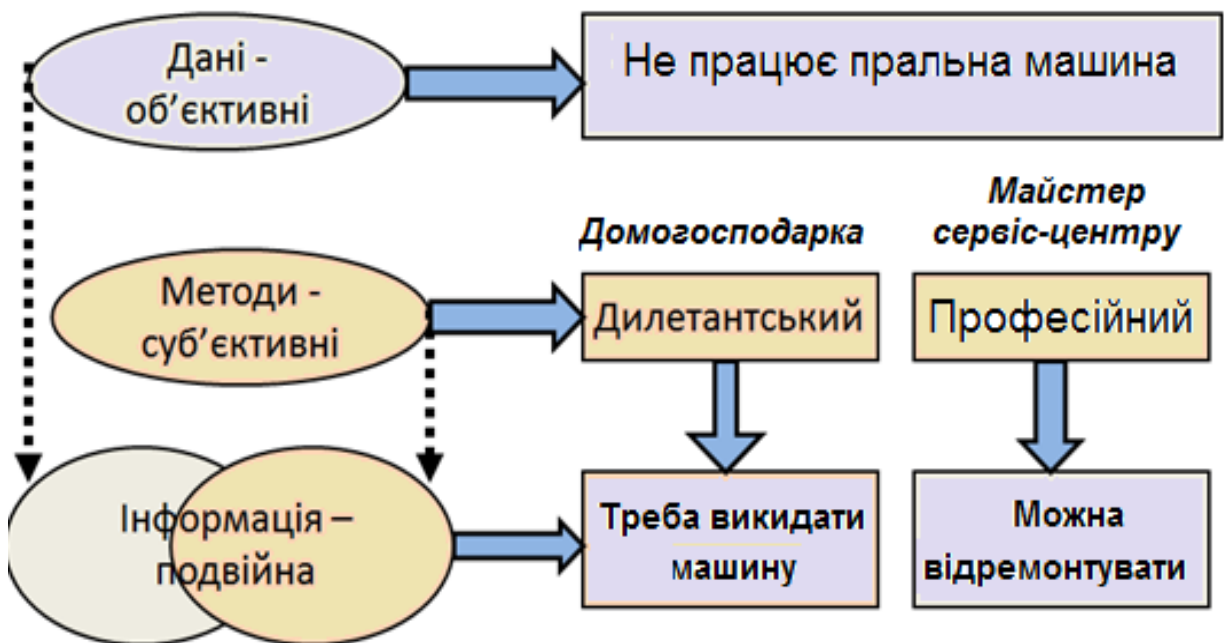 Дані -
об’єктивні
Не працює пральна машина
Домогосподарка
Майстер
сервіс-центру
Методи -
суб’єктивні
Дилетантський
Професійний
Інформація –
подвійна
Треба викидати
машину
Можна
відремонтувати